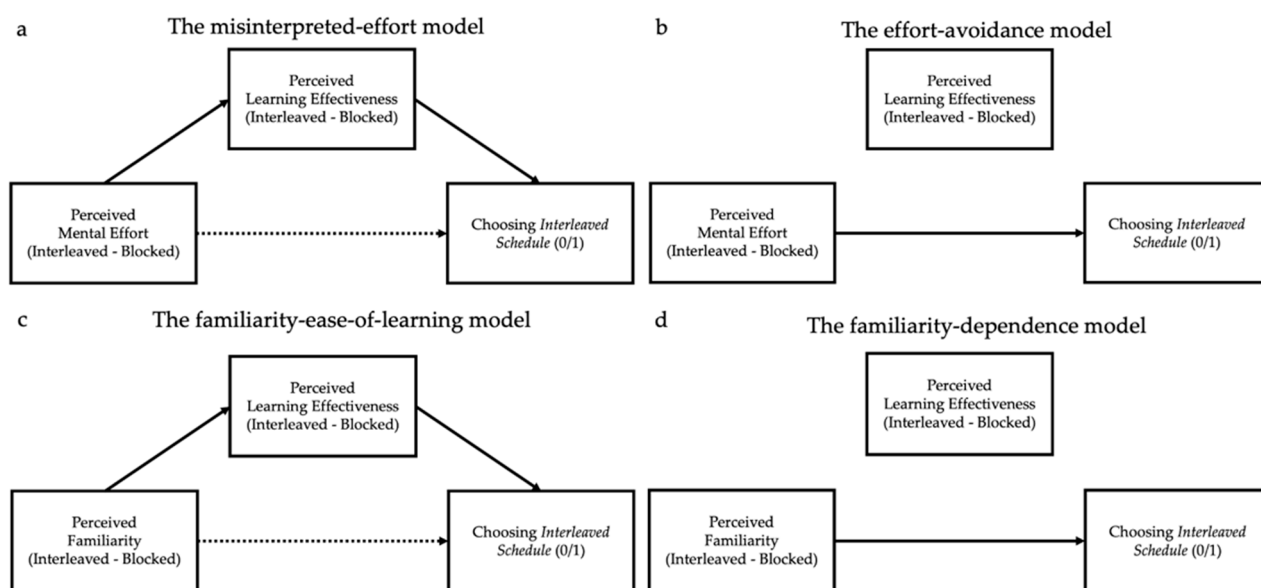 a
The misinterpreted-effort model
Perceived
Learning Effectiveness
(Interleaved - Blocked)
Perceived
Mental Effort
(Interleaved - Blocked)
Choosing Interleaved
Schedule (0/1)
b
The effort-avoidance model
Perceived
Learning Effectiveness
(Interleaved - Blocked)
Perceived
Mental Effort
(Interleaved - Blocked)
Choosing Interleaved
Schedule (0/1)
c
The familiarity-ease-of-learning model
Perceived
Learning Effectiveness
(Interleaved - Blocked)
Perceived
Familiarity
(Interleaved - Blocked)
Choosing Interleaved
Schedule (0/1)
d
The familiarity-dependence model
Perceived
Learning Effectiveness
(Interleaved - Blocked)
Perceived
Familiarity
(Interleaved - Blocked)
Choosing Interleaved
Schedule (0/1)